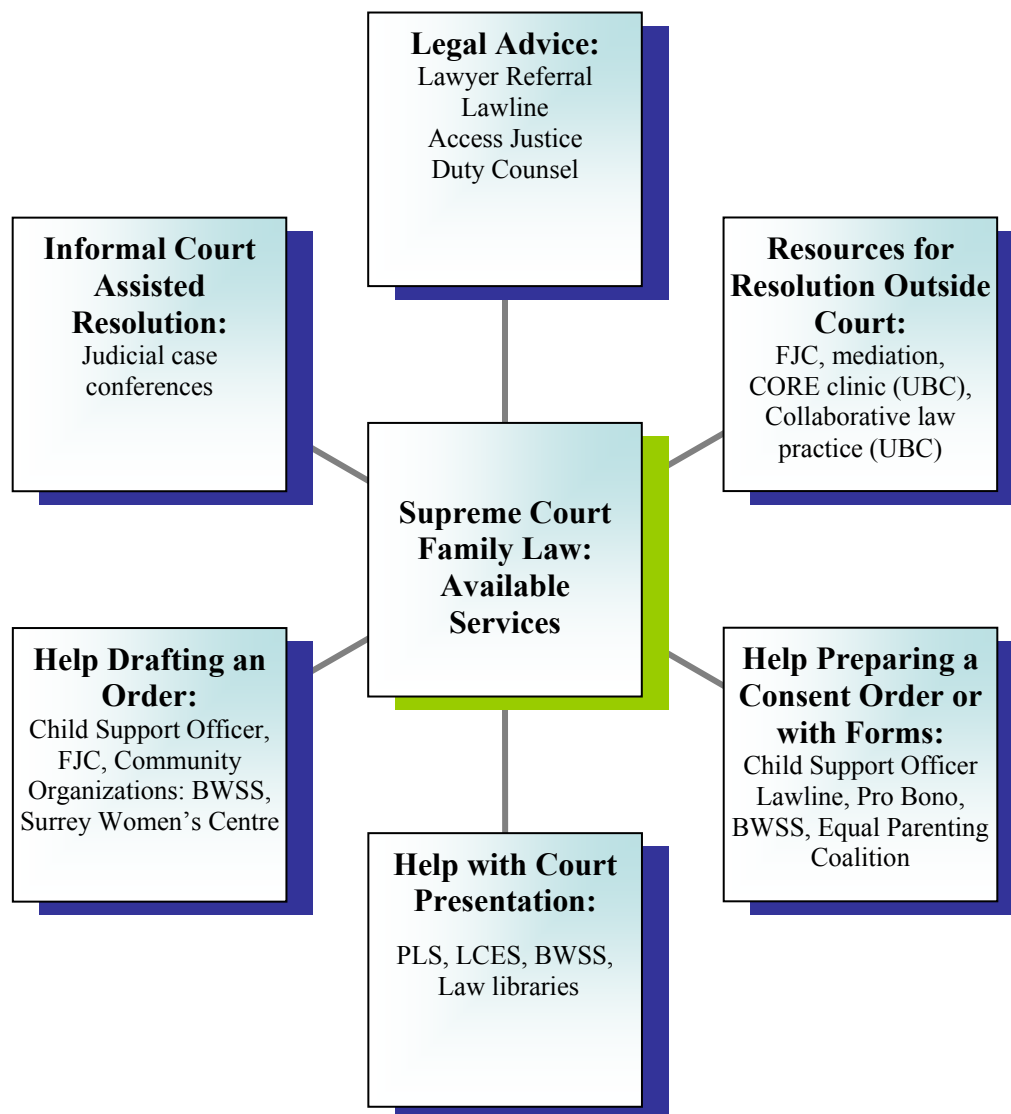 Legal Advice:
Lawyer Referral
Lawline
Access Justice
Duty Counsel
Informal Court
Assisted
Resolution:
Judicial case
conferences
Resources for
Resolution Outside
Court:
FJC, mediation,
CORE clinic (UBC),
Collaborative law
practice (UBC)
Supreme Court
Family Law:
Available
Services
Help Drafting an
Order:
Child Support Officer,
FJC, Community
Organizations: BWSS,
Surrey Women’s Centre
Help Preparing a
Consent Order or
with Forms:
Child Support Officer
Lawline, Pro Bono,
BWSS, Equal Parenting
Coalition
Help with Court
Presentation:
PLS, LCES, BWSS,
Law libraries